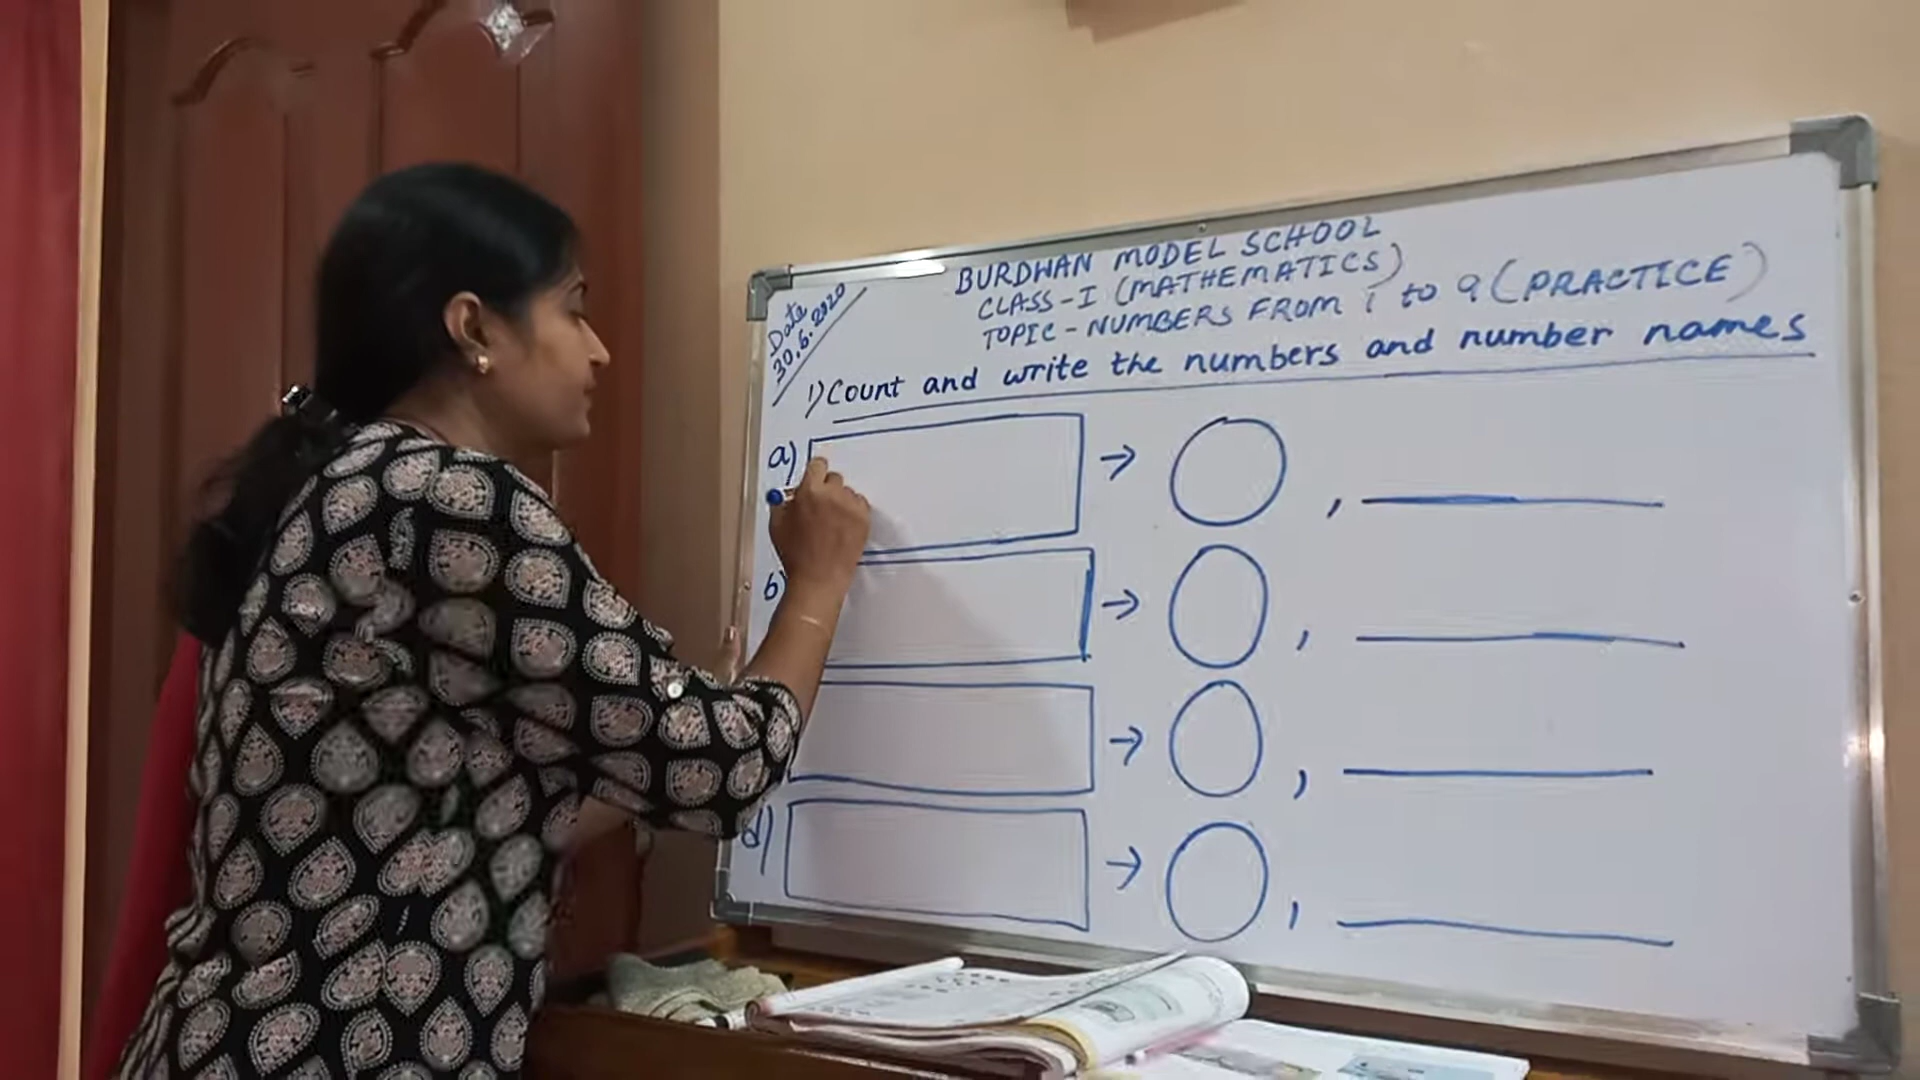 Date
30.6.2020
BURDHAN MODEL SCHOOL
CLASS-I (MATHEMATICS)
TOPIC-NUMBERS FROM 1 to 9 (PRACTICE)
1) Count and write the numbers and number names
a) → ,
b) → ,
→ ,
d) → ,